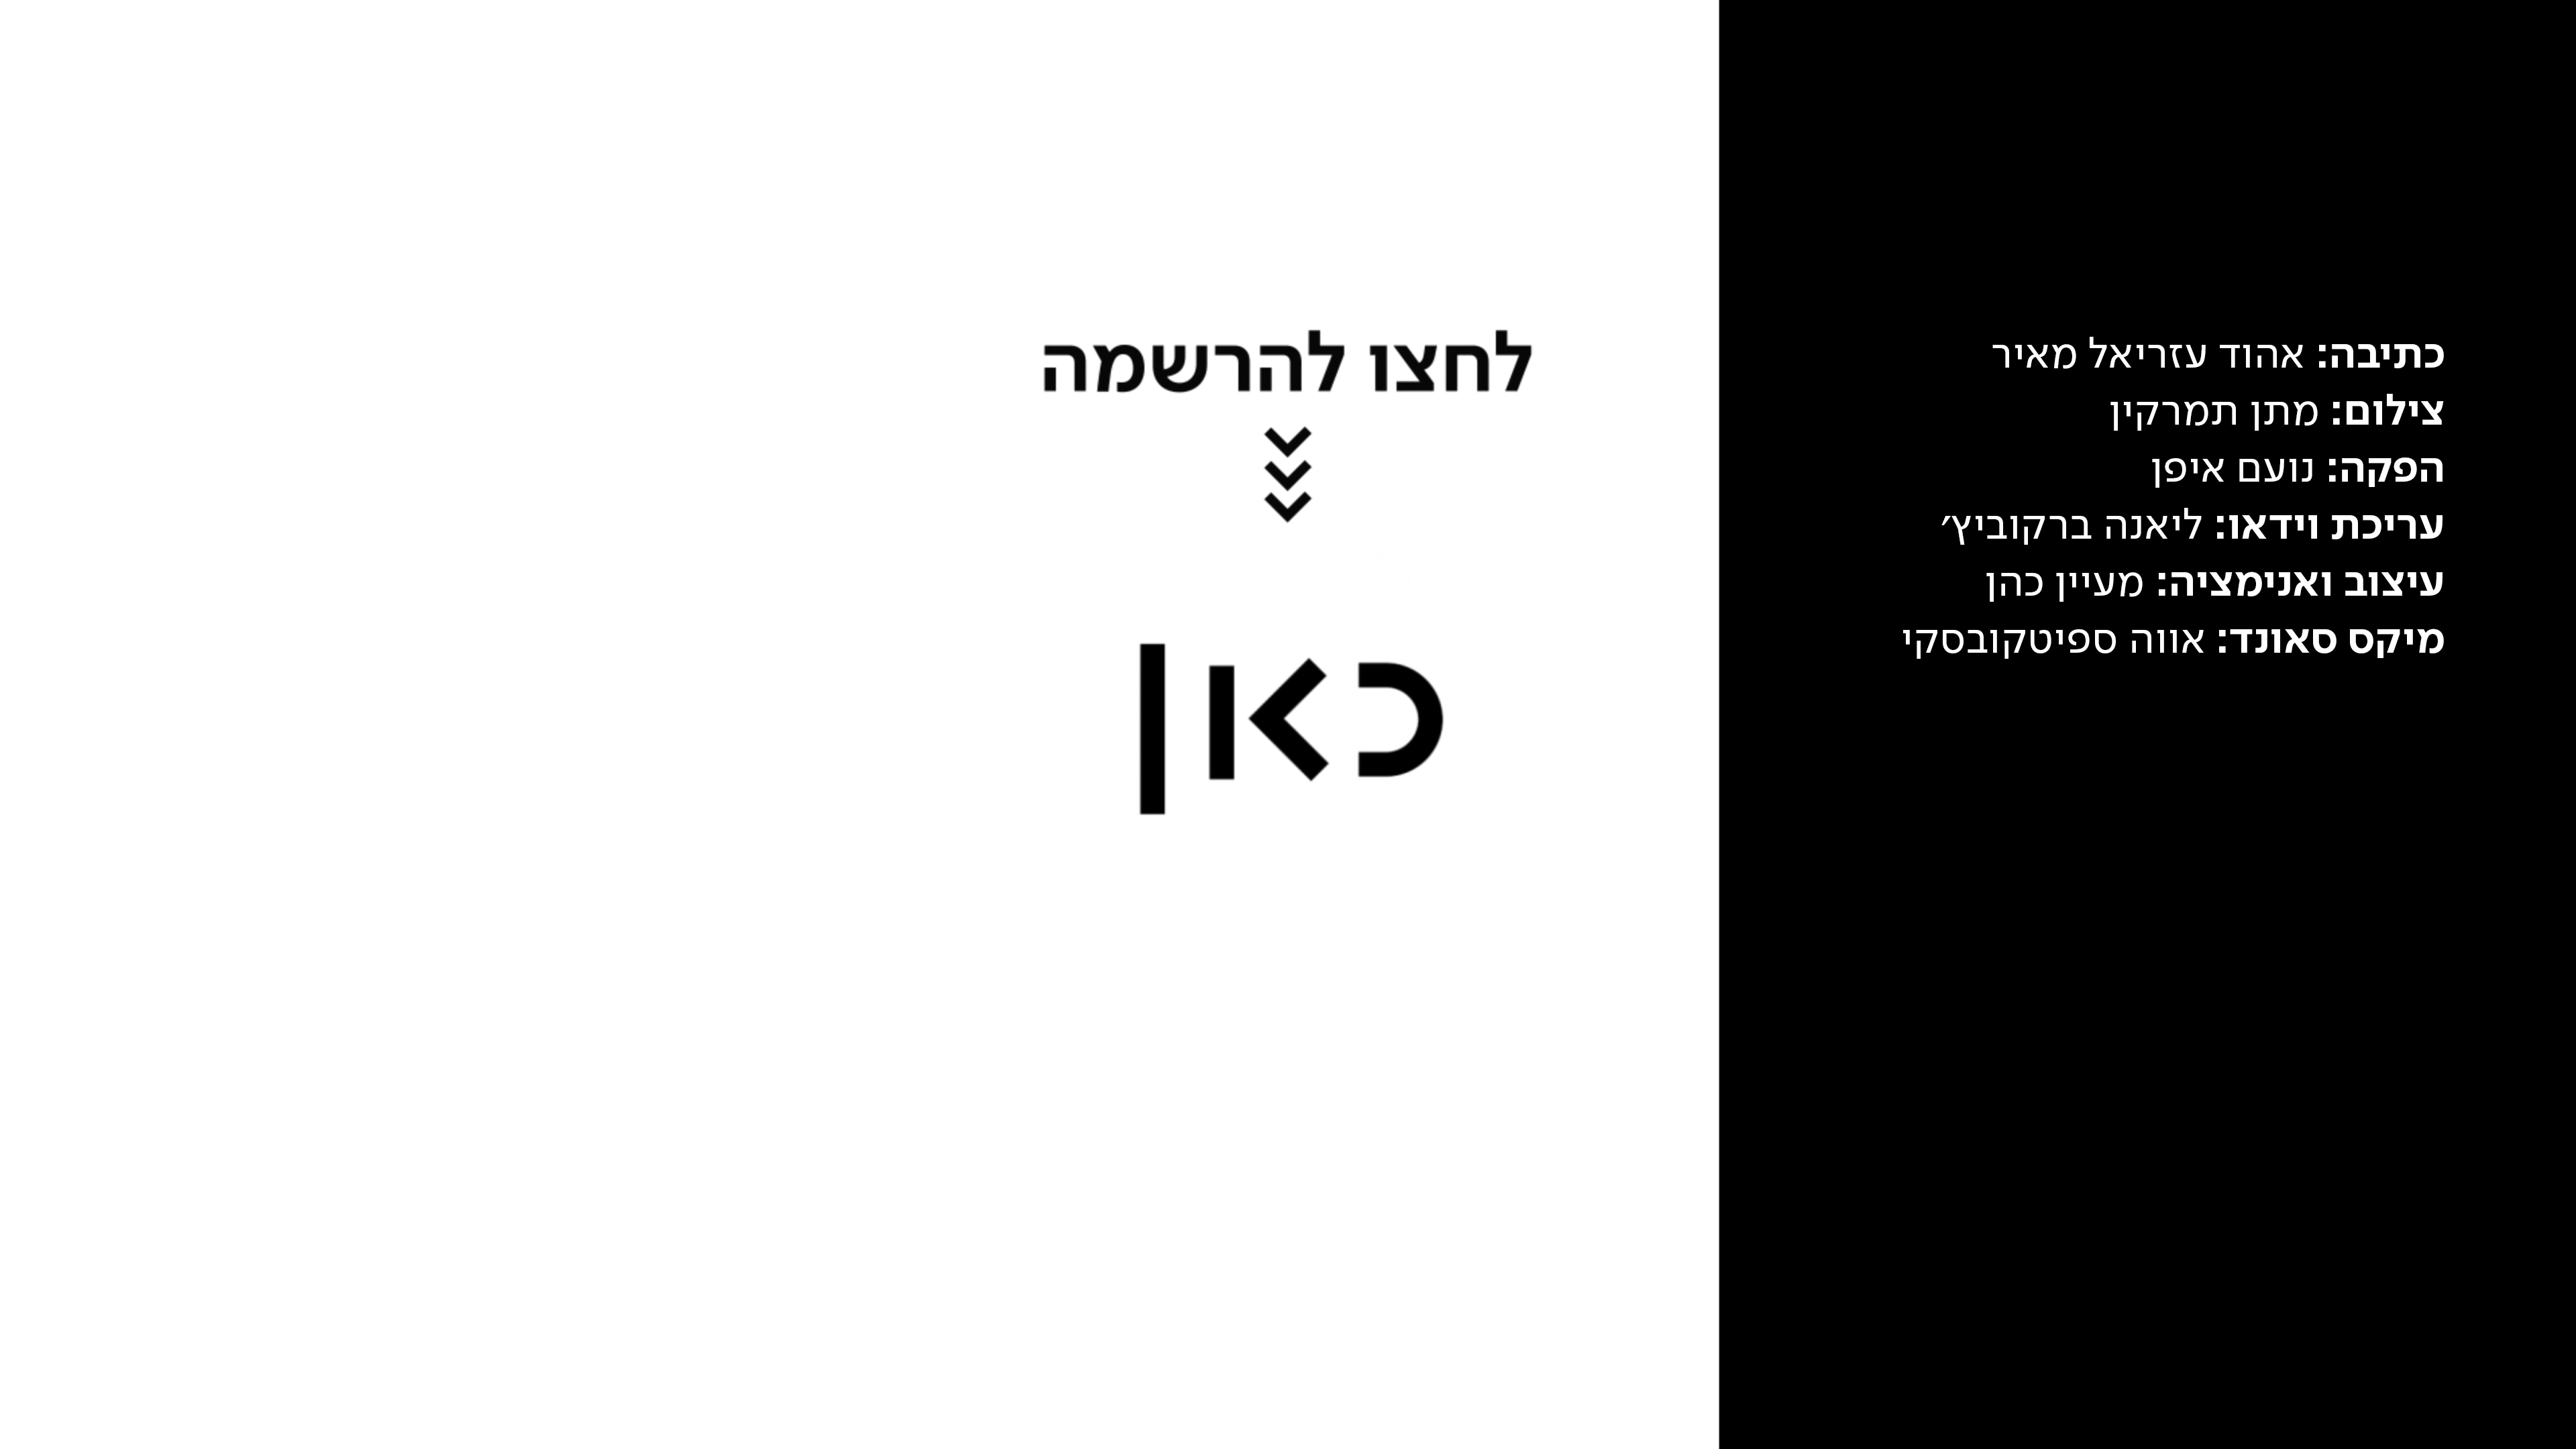 לחצו להרשמה
כאן
כתיבה: אהוד עזריאל מאיר
צילום: מתן תמרקין
הפקה: נועם איפן
עריכת וידאו: ליאנה ברקוביץ׳
עיצוב ואנימציה: מעיין כהן
מיקס סאונד: אווה ספיטקובסקי